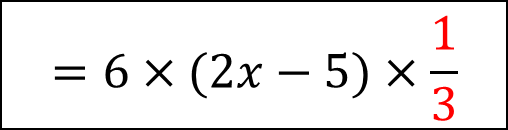 = 6 × (2x − 5) × 1/3